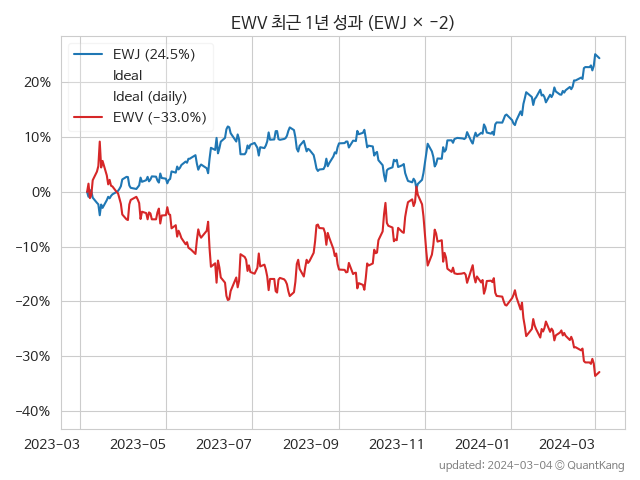 EWV 최근 1년 성과 (EWJ × −2)
EWJ (24.5%)
Ideal
Ideal (daily)
EWV (−33.0%)
20%
10%
0%
−10%
−20%
−30%
−40%
2023−03 2023−05 2023−07 2023−09 2023−11 2024−01 2024−03
updated: 2024-03-04 © QuantKang